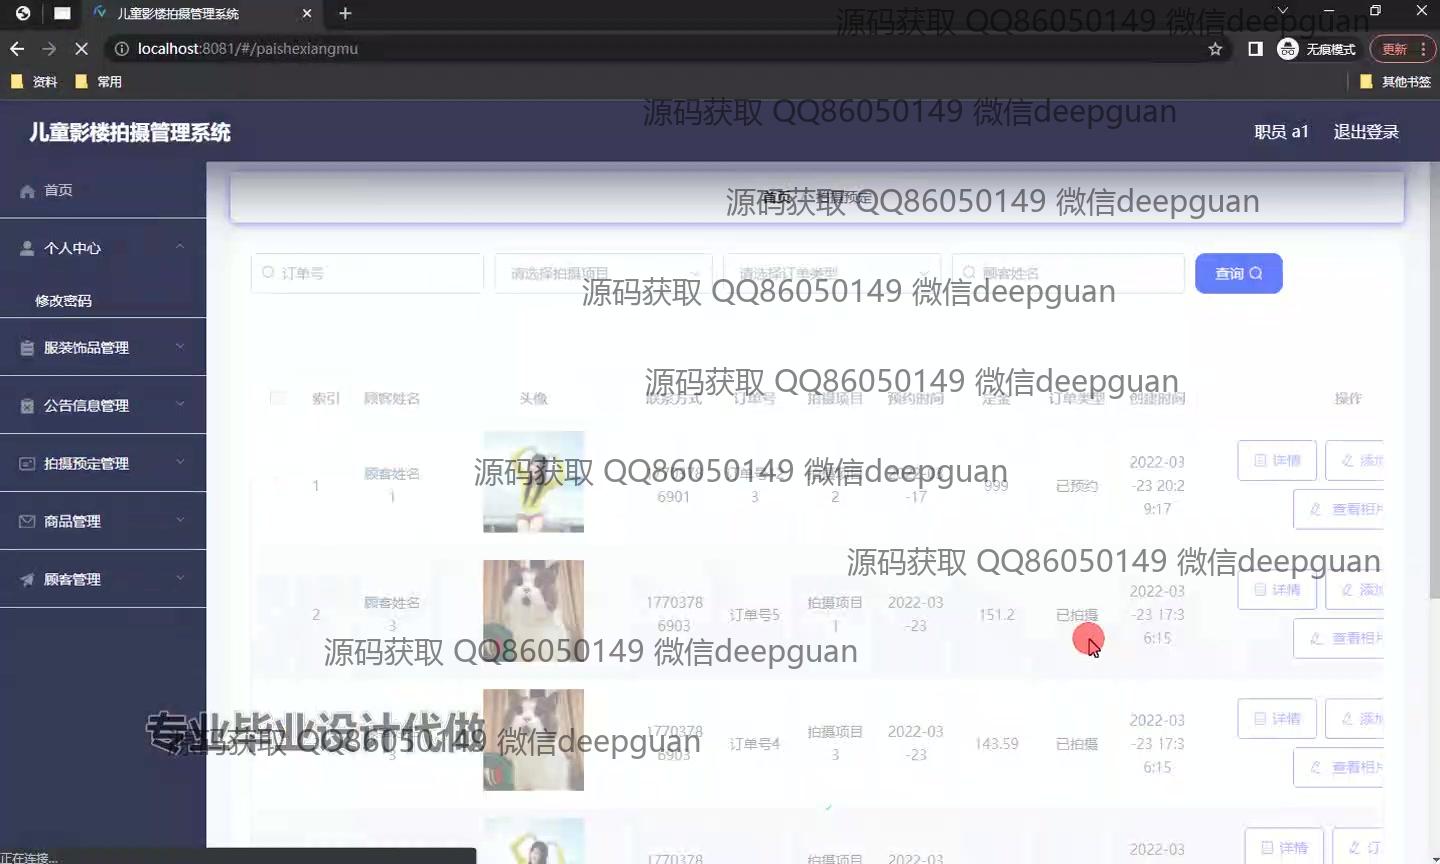 儿童影楼拍摄管理系统
源码获取 QQ86050149 微信deepguan
localhost:8081/#/paishexiangmu
无痕模式
更新
资料
常用
其他书签
源码获取 QQ86050149 微信deepguan
儿童影楼拍摄管理系统
职员 a1
退出登录
首页
首页
拍摄预定
源码获取 QQ86050149 微信deepguan
个人中心
修改密码
订单号
请选择拍摄项目
请选择订单类型
顾客姓名
查询
源码获取 QQ86050149 微信deepguan
服装饰品管理
公告信息管理
拍摄预定管理
商品管理
顾客管理
源码获取 QQ86050149 微信deepguan
索引 顾客姓名 头像 联系方式 订单号 拍摄项目 预约时间 定金 订单类型 创建时间 操作
源码获取 QQ86050149 微信deepguan
1
顾客姓名
1
6901
3
2
-17
999
已预约
2022-03
-23 20:2
9:17
详情
添加
查看相片
源码获取 QQ86050149 微信deepguan
2
顾客姓名
3
1770378
6903
订单号5
拍摄项目
1
2022-03
-23
151.2
已拍摄
2022-03
-23 17:3
6:15
详情
添加
查看相片
源码获取 QQ86050149 微信deepguan
专业毕业设计代做
源码获取 QQ86050149 微信deepguan
3
1770378
6903
订单号4
拍摄项目
3
2022-03
-23
143.59
已拍摄
2022-03
-23 17:3
6:15
详情
添加
查看相片
1770378
拍摄项目
2022-03
2022-03
详情
订
正在连接...